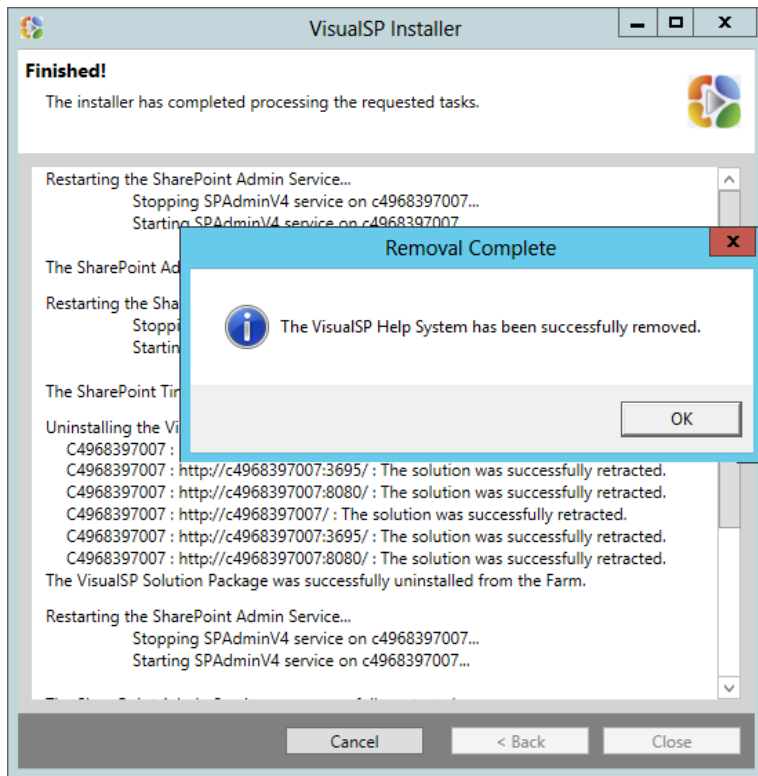 VisualSP Installer
Finished!
The installer has completed processing the requested tasks.
Restarting the SharePoint Admin Service...
Stopping SPAdminV4 service on c4968397007...
Starting SPAdminV4 service on c4968397007
Removal Complete
The SharePoint Ad
Restarting the Sha
Stoppi
The VisualSP Help System has been successfully removed.
Startin
The SharePoint Tim
OK
Uninstalling the Vi
C4968397007 :
C4968397007 : http://c4968397007:3695/ : The solution was successfully retracted.
C4968397007 : http://c4968397007:8080/ : The solution was successfully retracted.
C4968397007 : http://c4968397007/ : The solution was successfully retracted.
C4968397007 : http://c4968397007:3695/ : The solution was successfully retracted.
C4968397007 : http://c4968397007:8080/ : The solution was successfully retracted.
The VisualSP Solution Package was successfully uninstalled from the Farm.
Restarting the SharePoint Admin Service...
Stopping SPAdminV4 service on c4968397007...
Starting SPAdminV4 service on c4968397007...
Cancel
< Back
Close